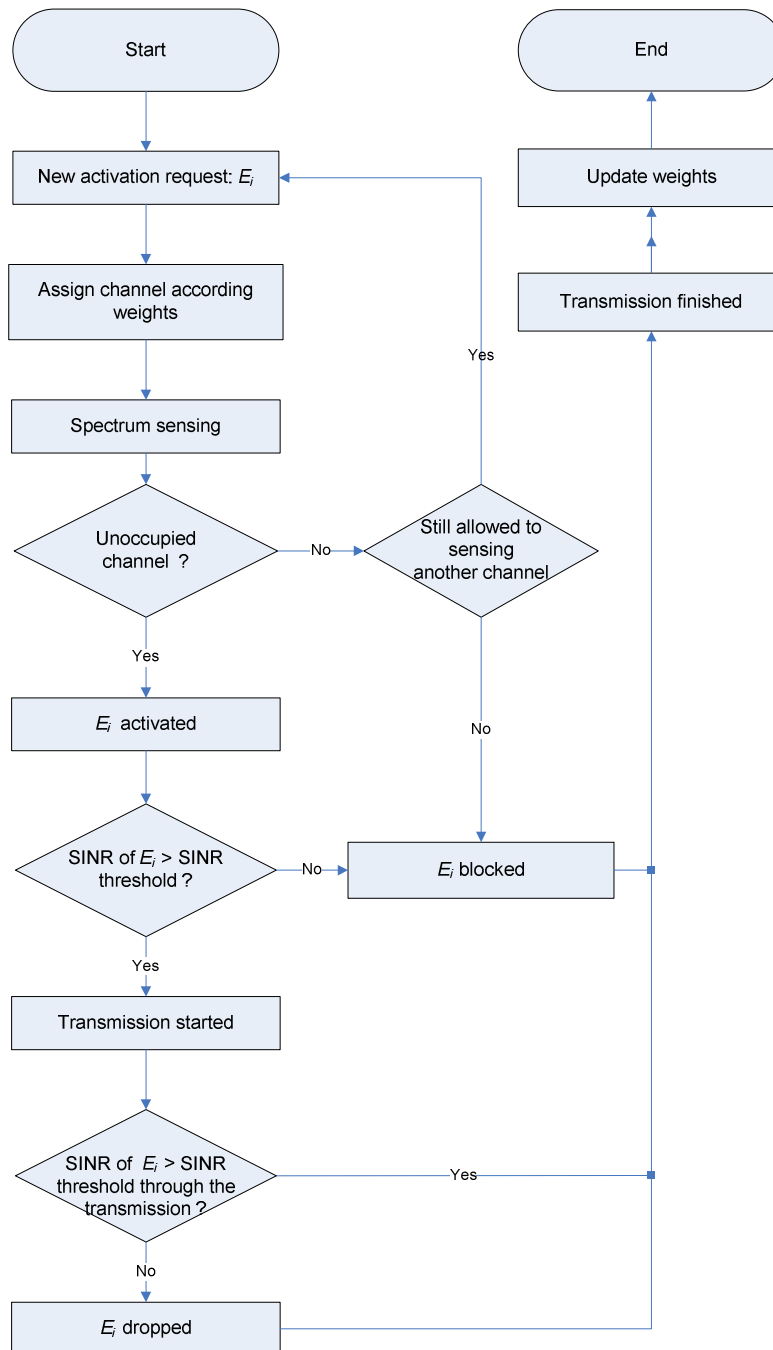 Start
End
New activation request: Ei
Update weights
Assign channel according
weights
Transmission finished
Yes
Spectrum sensing
Unoccupied
channel ?
No
Still allowed to
sensing
another channel
Yes
Ei activated
No
SINR of Ei > SINR
threshold ?
No
Ei blocked
Yes
Transmission started
SINR of Ei > SINR
threshold through the
transmission ?
Yes
No
Ei dropped